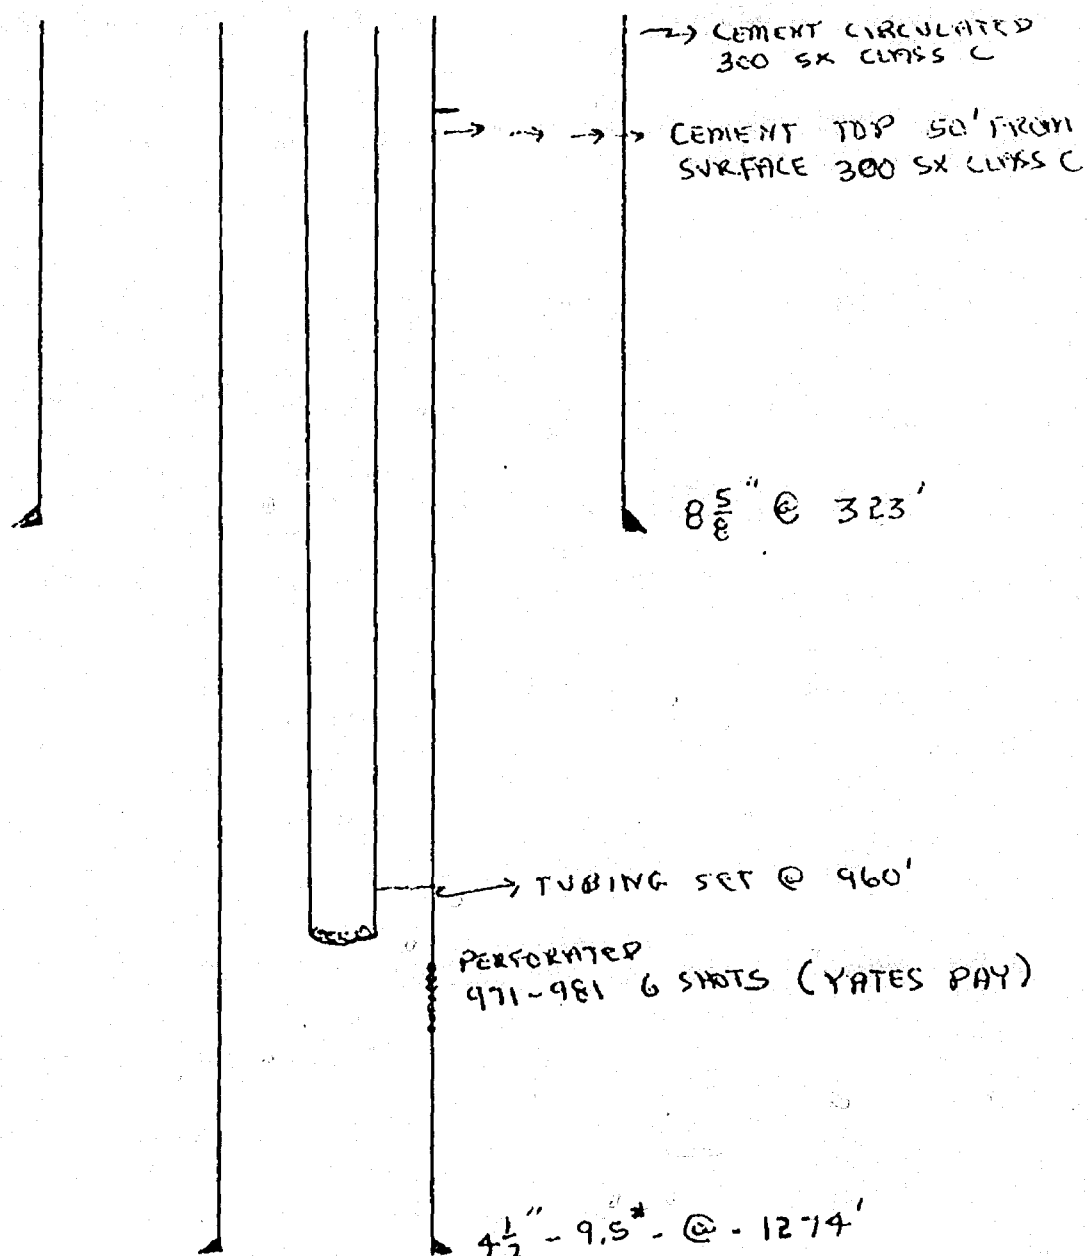 → CEMENT CIRCULATED
300 SX CLASS C
→ → → → CEMENT TOP 50' FROM
SURFACE 300 SX CLASS C
8 5/8" @ 323'
→ TUBING SET @ 960'
PERFORATED
971-981 6 SHOTS (YATES PAY)
4 1/2" - 9.5# - @ - 1274'